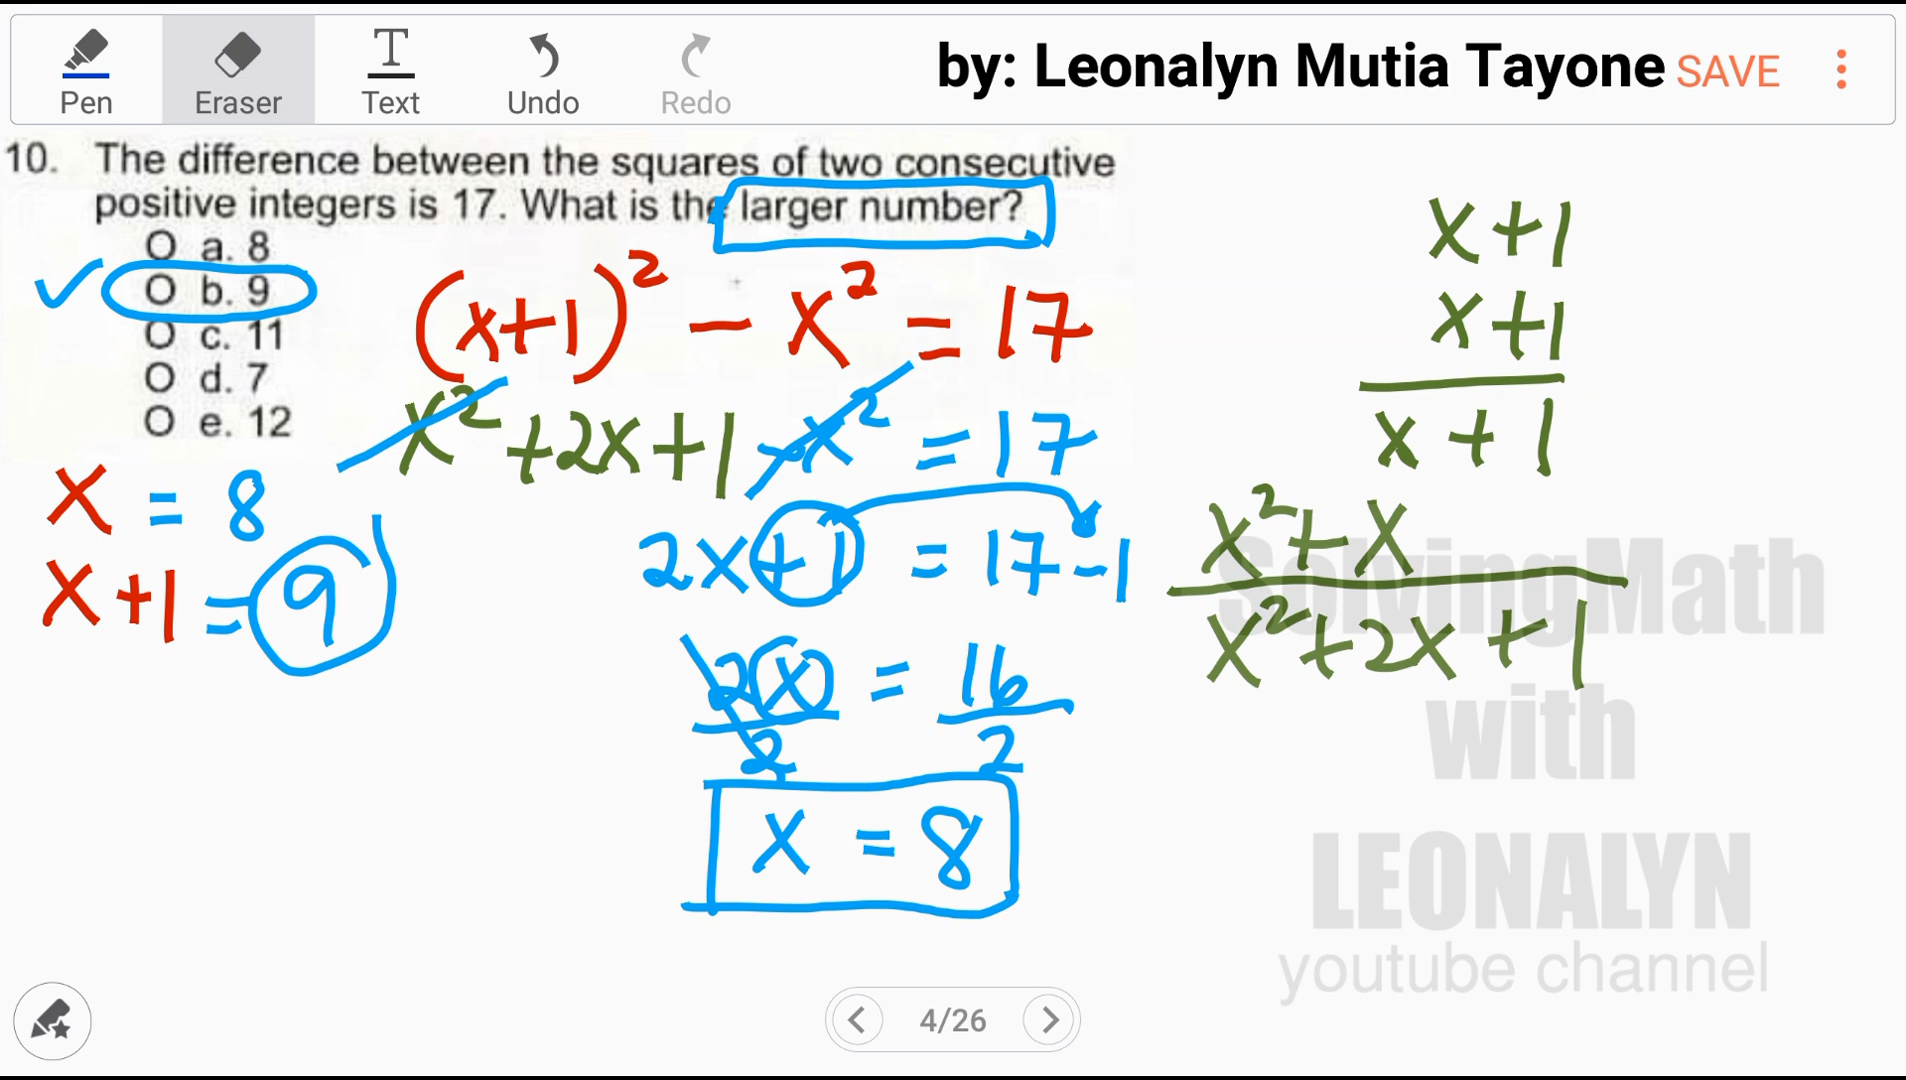 Pen
Eraser
Text
Undo
Redo
by: Leonalyn Mutia Tayone
SAVE
10. The difference between the squares of two consecutive
positive integers is 17. What is the larger number?
O a. 8
O b. 9
O c. 11
O d. 7
O e. 12
(x+1)² - x² = 17
x²+2x+1-x² = 17
2x+1 = 17-1
2(x) = 16
2 2
x = 8
x = 8
x+1=9
x+1
x+1
x+1
x²+x
x²+2x+1
SolvingMath
with
LEONALYN
youtube channel
4/26